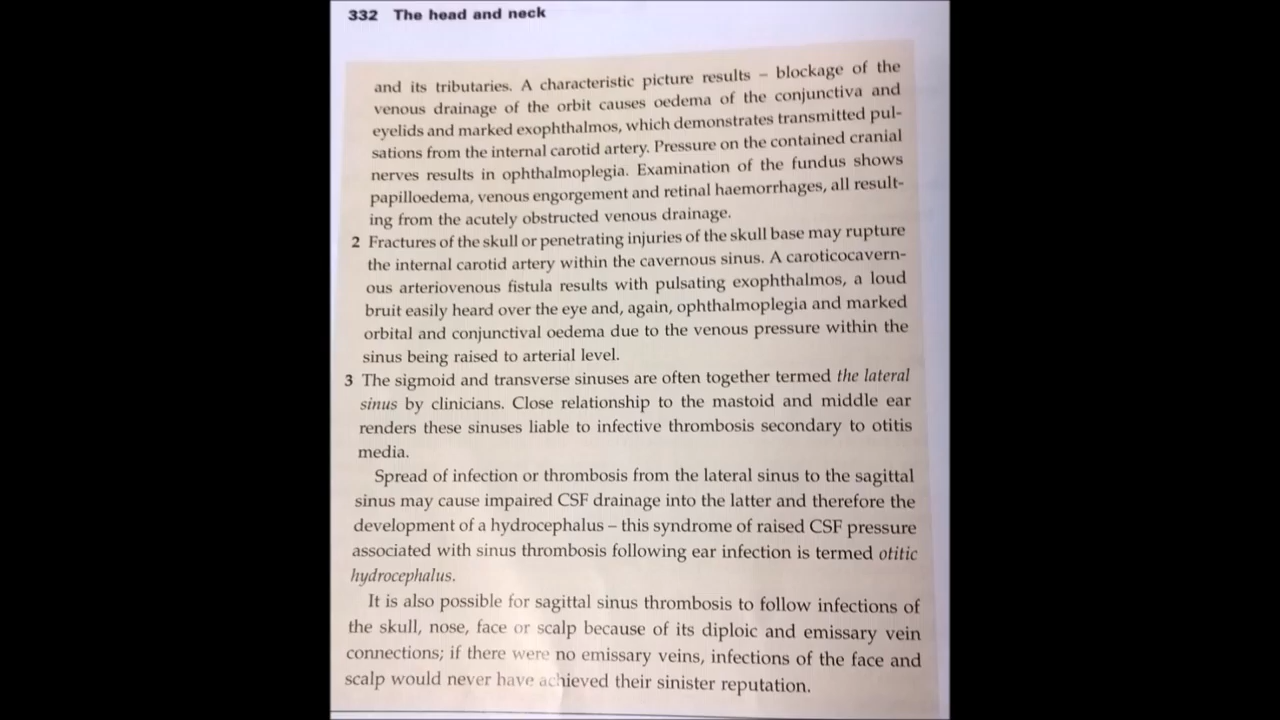 332 The head and neck
and its tributaries. A characteristic picture results – blockage of the
venous drainage of the orbit causes oedema of the conjunctiva and
eyelids and marked exophthalmos, which demonstrates transmitted pul-
sations from the internal carotid artery. Pressure on the contained cranial
nerves results in ophthalmoplegia. Examination of the fundus shows
papilloedema, venous engorgement and retinal haemorrhages, all result-
ing from the acutely obstructed venous drainage.
2 Fractures of the skull or penetrating injuries of the skull base may rupture
the internal carotid artery within the cavernous sinus. A caroticocavern-
ous arteriovenous fistula results with pulsating exophthalmos, a loud
bruit easily heard over the eye and, again, ophthalmoplegia and marked
orbital and conjunctival oedema due to the venous pressure within the
sinus being raised to arterial level.
3 The sigmoid and transverse sinuses are often together termed the lateral
sinus by clinicians. Close relationship to the mastoid and middle ear
renders these sinuses liable to infective thrombosis secondary to otitis
media.
Spread of infection or thrombosis from the lateral sinus to the sagittal
sinus may cause impaired CSF drainage into the latter and therefore the
development of a hydrocephalus – this syndrome of raised CSF pressure
associated with sinus thrombosis following ear infection is termed otitic
hydrocephalus.
It is also possible for sagittal sinus thrombosis to follow infections of
the skull, nose, face or scalp because of its diploic and emissary vein
connections; if there were no emissary veins, infections of the face and
scalp would never have achieved their sinister reputation.